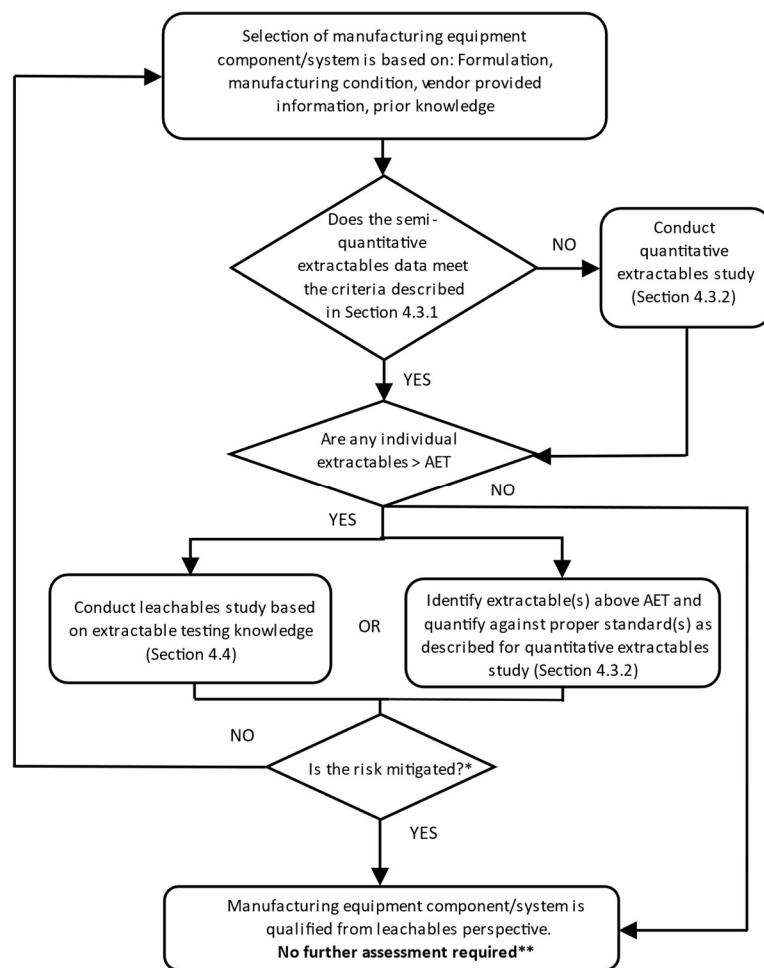 Selection of manufacturing equipment
component/system is based on: Formulation,
manufacturing condition, vendor provided
information, prior knowledge
Does the semi-
quantitative
extractables data meet
the criteria described
in Section 4.3.1
NO
Conduct
quantitative
extractables study
(Section 4.3.2)
YES
Are any individual
extractables > AET
NO
YES
Conduct leachables study based
on extractable testing knowledge
(Section 4.4)
OR
Identify extractable(s) above AET and
quantify against proper standard(s) as
described for quantitative extractables
study (Section 4.3.2)
NO
Is the risk mitigated?*
YES
Manufacturing equipment component/system is
qualified from leachables perspective.
No further assessment required**